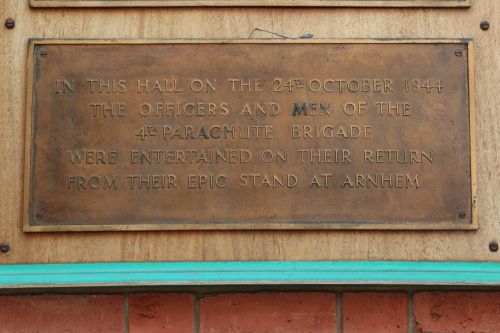 IN THIS HALL ON THE 24TH OCTOBER 1944
THE OFFICERS AND MEN OF THE
4TH PARACHUTE BRIGADE
WERE ENTERTAINED ON THEIR RETURN
FROM THEIR EPIC STAND AT ARNHEM